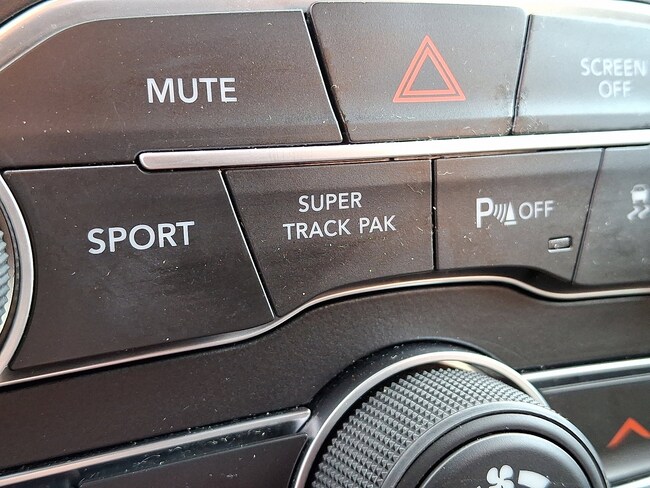 MUTE
SCREEN
OFF
SPORT
SUPER
TRACK PAK
P OFF